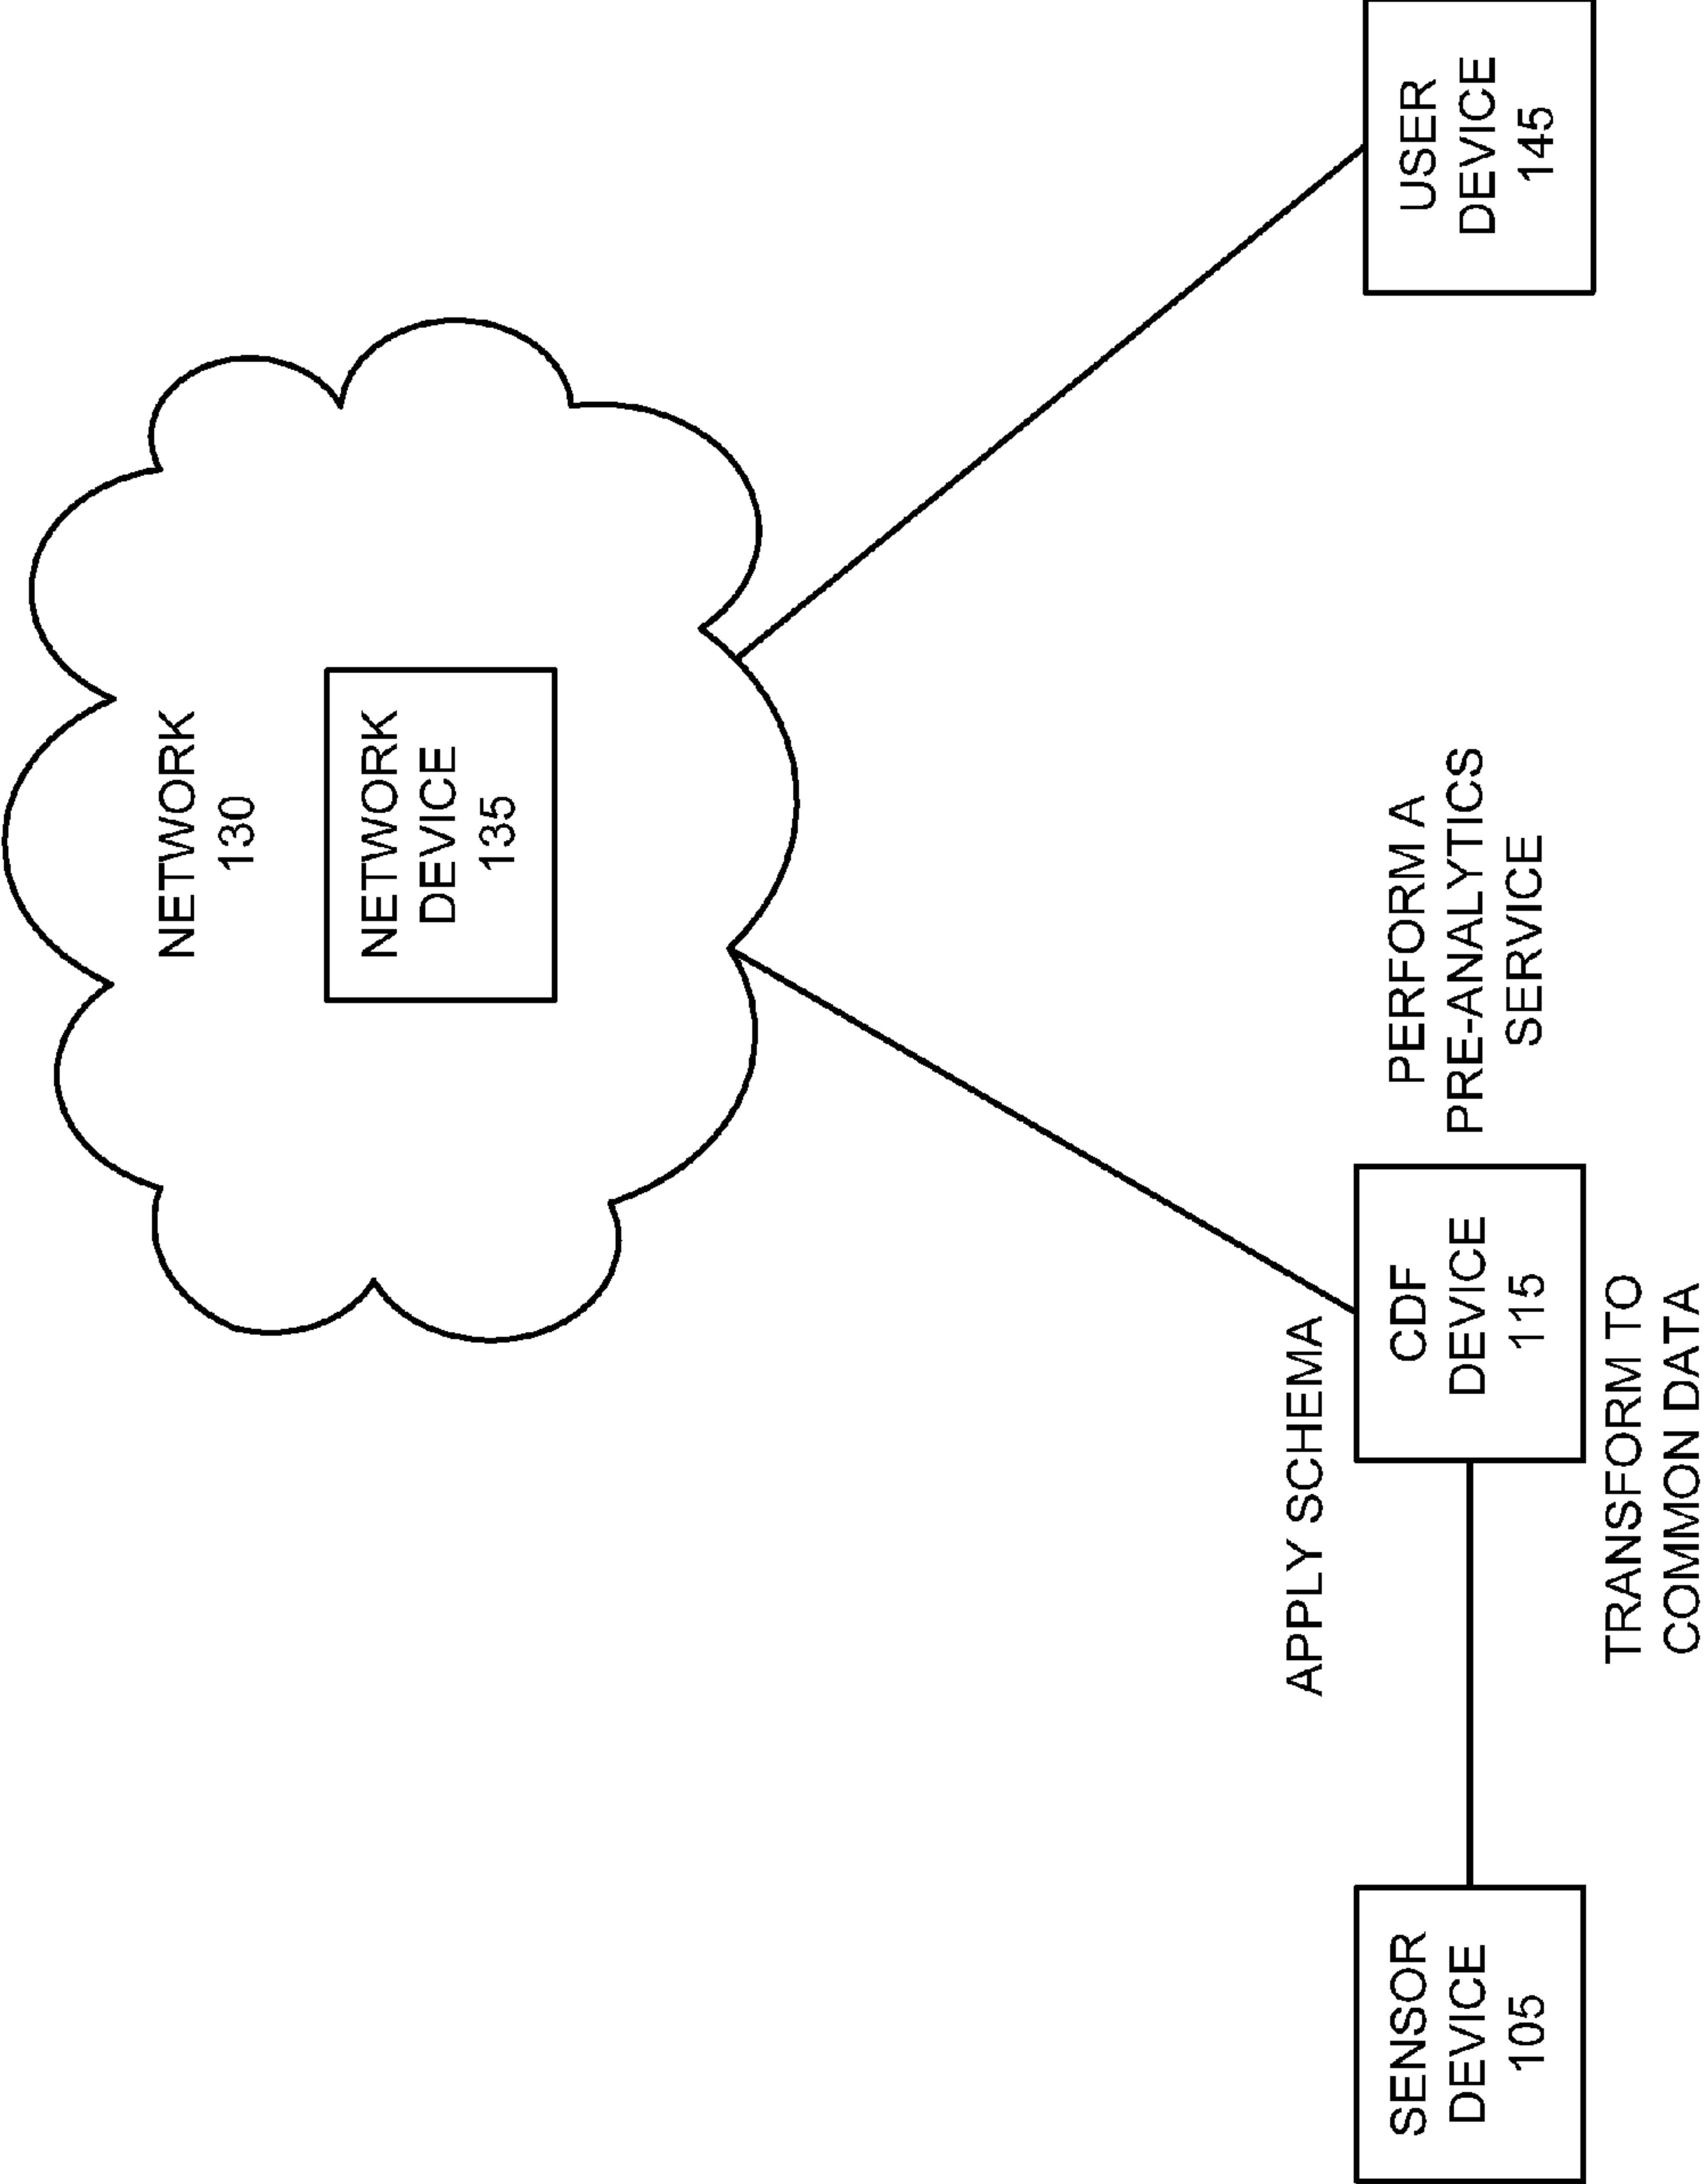 NETWORK
130
NETWORK
DEVICE
135
APPLY SCHEMA
SENSOR
DEVICE
105
CDF
DEVICE
115
PERFORM A
PRE-ANALYTICS
SERVICE
USER
DEVICE
145
TRANSFORM TO
COMMON DATA